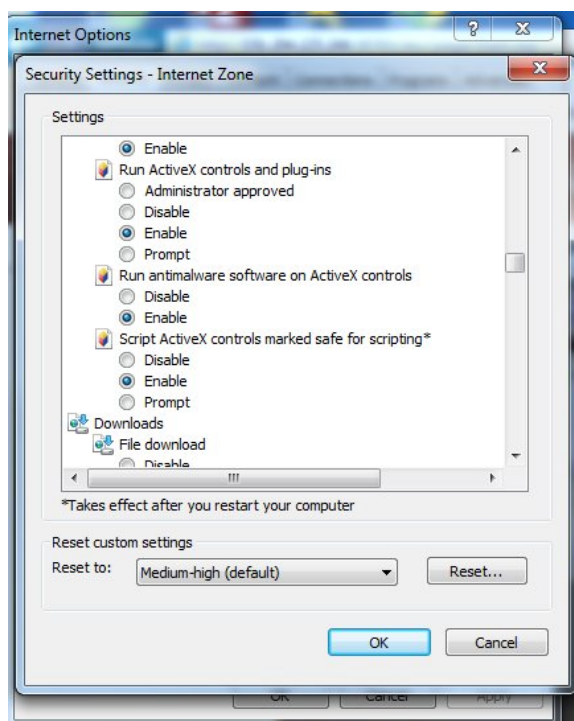 Internet Options
Security Settings - Internet Zone
Settings
Enable
Run ActiveX controls and plug-ins
Administrator approved
Disable
Enable
Prompt
Run antimalware software on ActiveX controls
Disable
Enable
Script ActiveX controls marked safe for scripting*
Disable
Enable
Prompt
Downloads
File download
Disable
*Takes effect after you restart your computer
Reset custom settings
Reset to: Medium-high (default) Reset...
OK Cancel
OK Cancel Apply